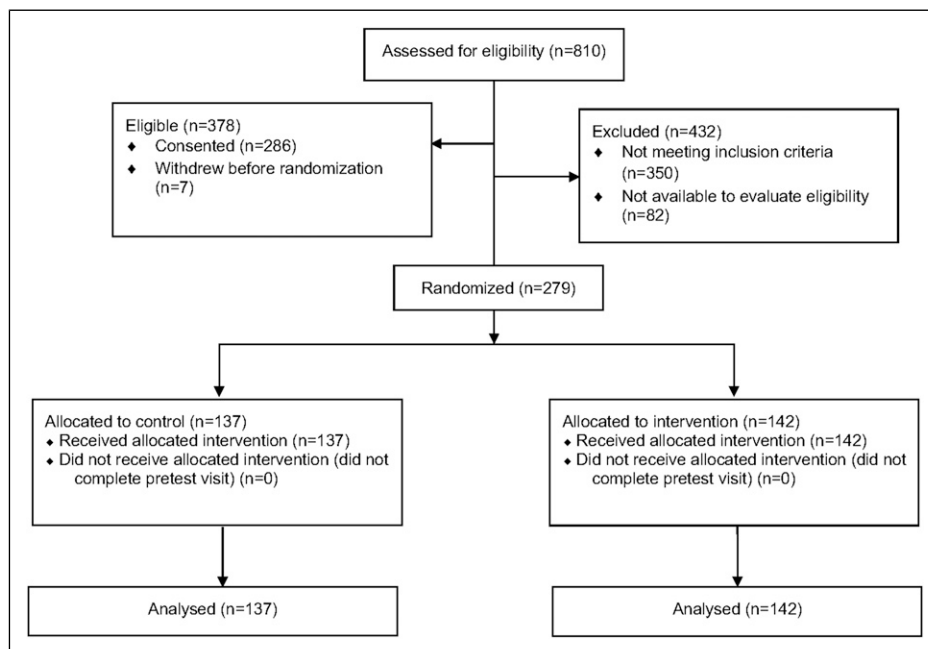 Assessed for eligibility (n=810)
Eligible (n=378)
♦ Consented (n=286)
♦ Withdrew before randomization
(n=7)
Excluded (n=432)
♦ Not meeting inclusion criteria
(n=350)
♦ Not available to evaluate eligibility
(n=82)
Randomized (n=279)
Allocated to control (n=137)
♦ Received allocated intervention (n=137)
♦ Did not receive allocated intervention (did not
complete pretest visit) (n=0)
Allocated to intervention (n=142)
♦ Received allocated intervention (n=142)
♦ Did not receive allocated intervention (did not
complete pretest visit) (n=0)
Analysed (n=137)
Analysed (n=142)